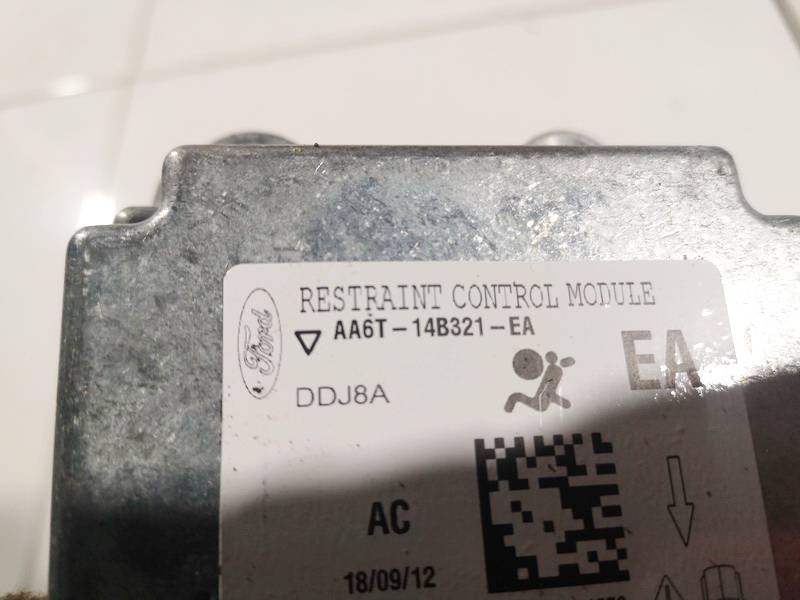 RESTRAINT CONTROL MODULE
Ford
AA6T-14B321-EA
EA
DDJ8A
AC
18/09/12